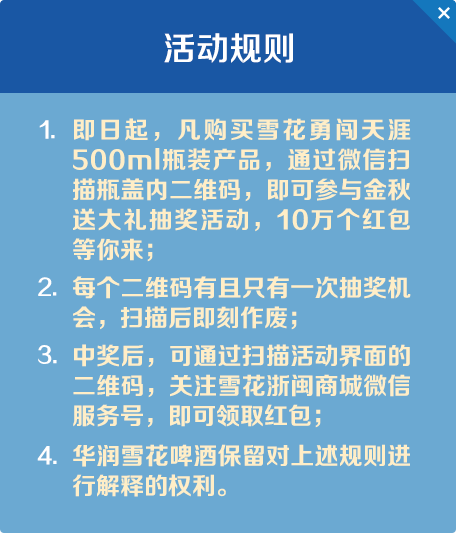 活动规则
1. 即日起，凡购买雪花勇闯天涯
500ml瓶装产品，通过微信扫
描瓶盖内二维码，即可参与金秋
送大礼抽奖活动，10万个红包
等你来；
2. 每个二维码有且只有一次抽奖机
会，扫描后即刻作废；
3. 中奖后，可通过扫描活动界面的
二维码，关注雪花浙闽商城微信
服务号，即可领取红包；
4. 华润雪花啤酒保留对上述规则进
行解释的权利。